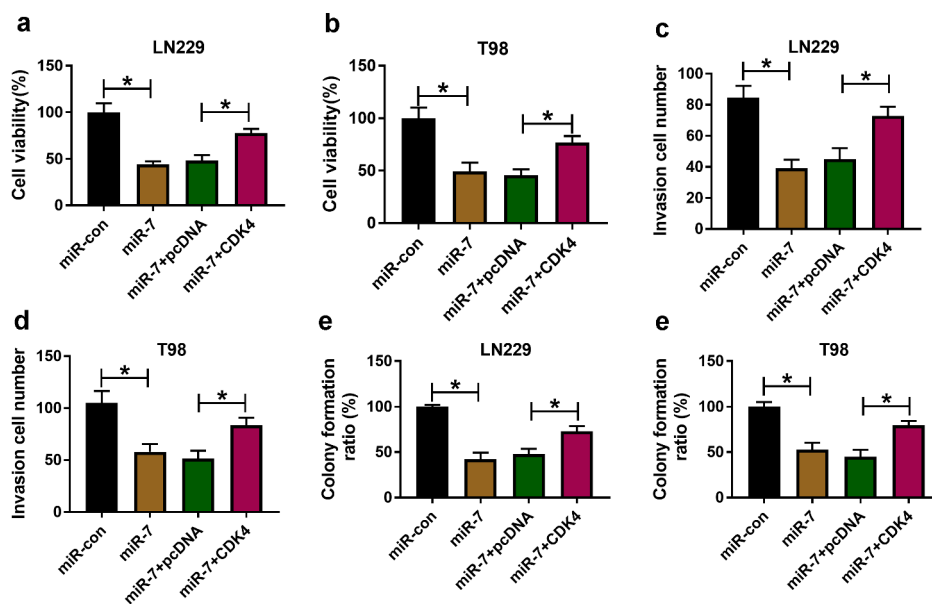 a
LN229
Cell viability(%)
150
100
50
0
*
*
miR-con
miR-7
miR-7+pcDNA
miR-7+CDK4
b
T98
Cell viability(%)
150
100
50
0
*
*
miR-con
miR-7
miR-7+pcDNA
miR-7+CDK4
c
LN229
Invasion cell number
100
80
60
40
20
0
*
*
miR-con
miR-7
miR-7+pcDNA
miR-7+CDK4
d
T98
Invasion cell number
150
100
50
0
*
*
miR-con
miR-7
miR-7+pcDNA
miR-7+CDK4
e
LN229
Colony formation
ratio (%)
150
100
50
0
*
*
miR-con
miR-7
miR-7+pcDNA
miR-7+CDK4
e
T98
Colony formation
ratio (%)
150
100
50
0
*
*
miR-con
miR-7
miR-7+pcDNA
miR-7+CDK4